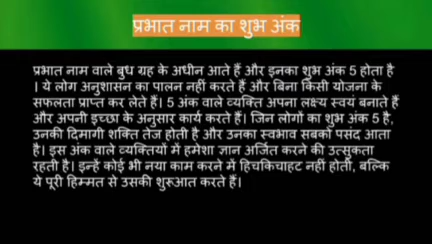 प्रभात नाम का शुभ अंक
प्रभात नाम वाले बुध ग्रह के अधीन आते हैं और इनका शुभ अंक 5 होता है
। ये लोग अनुशासन का पालन नहीं करते हैं और बिना किसी योजना के
सफलता प्राप्त कर लेते हैं। 5 अंक वाले व्यक्ति अपना लक्ष्य स्वयं बनाते हैं
और अपनी इच्छा के अनुसार कार्य करते हैं। जिन लोगों का शुभ अंक 5 है,
उनकी दिमागी शक्ति तेज होती है और उनका स्वभाव सबको पसंद आता
है। इस अंक वाले व्यक्तियों में हमेशा ज्ञान अर्जित करने की उत्सुकता
रहती है। इन्हें कोई भी नया काम करने में हिचकिचाहट नहीं होती, बल्कि
ये पूरी हिम्मत से उसकी शुरूआत करते हैं।